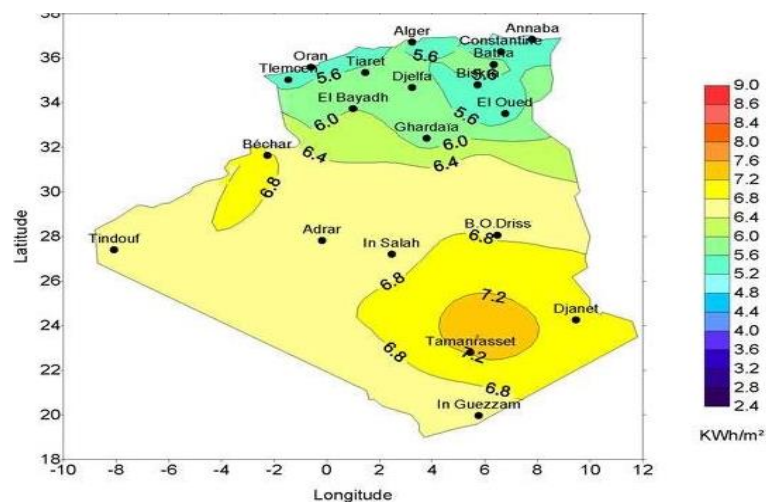 38
36
34
32
30
28
26
24
22
20
18
Latitude
-10 -8 -6 -4 -2 0 2 4 6 8 10 12
Longitude
Alger
Annaba
Constantine
Oran
Batna
Tlemcen
Tiaret
Djelfa
Biskra
5.6
5.6
5.6
5.6
El Bayadh
El Oued
6.0
Ghardaïa
6.0
Béchar
6.4
6.4
6.8
Tindouf
Adrar
In Salah
B.O.Driss
6.8
6.8
7.2
Djanet
Tamanrasset
7.2
6.8
6.8
In Guezzam
9.0
8.6
8.3
8.0
7.6
7.2
6.8
6.4
6.0
5.6
5.2
4.8
4.4
4.0
3.6
3.2
2.8
2.4
KWh/m²